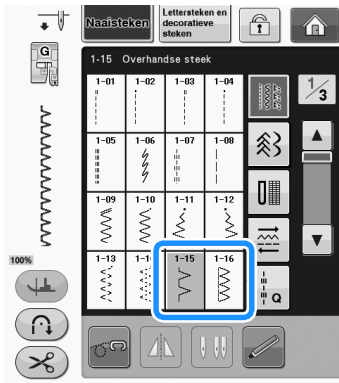 Naaisteken
Lettersteken en
decoratieve
steken
G
1-15 Overhandse steek
1-01 1-02 1-03 1-04
1/3
1-05 1-06 1-07 1-08
1-09 1-10 1-11 1-12
100%
1-13 1-1 1-15 1-16
Q